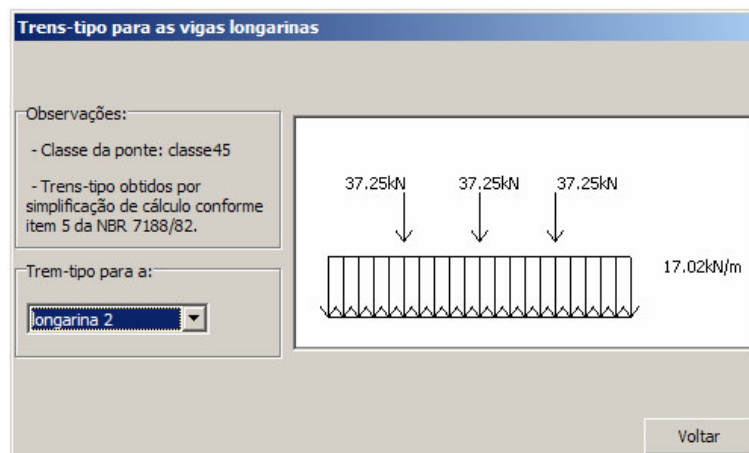 Trens-tipo para as vigas longarinas
Observações:
- Classe da ponte: classe45
- Trens-tipo obtidos por
simplificação de cálculo conforme
item 5 da NBR 7188/82.
Trem-tipo para a:
longarina 2
37.25kN 37.25kN 37.25kN
17.02kN/m
Voltar